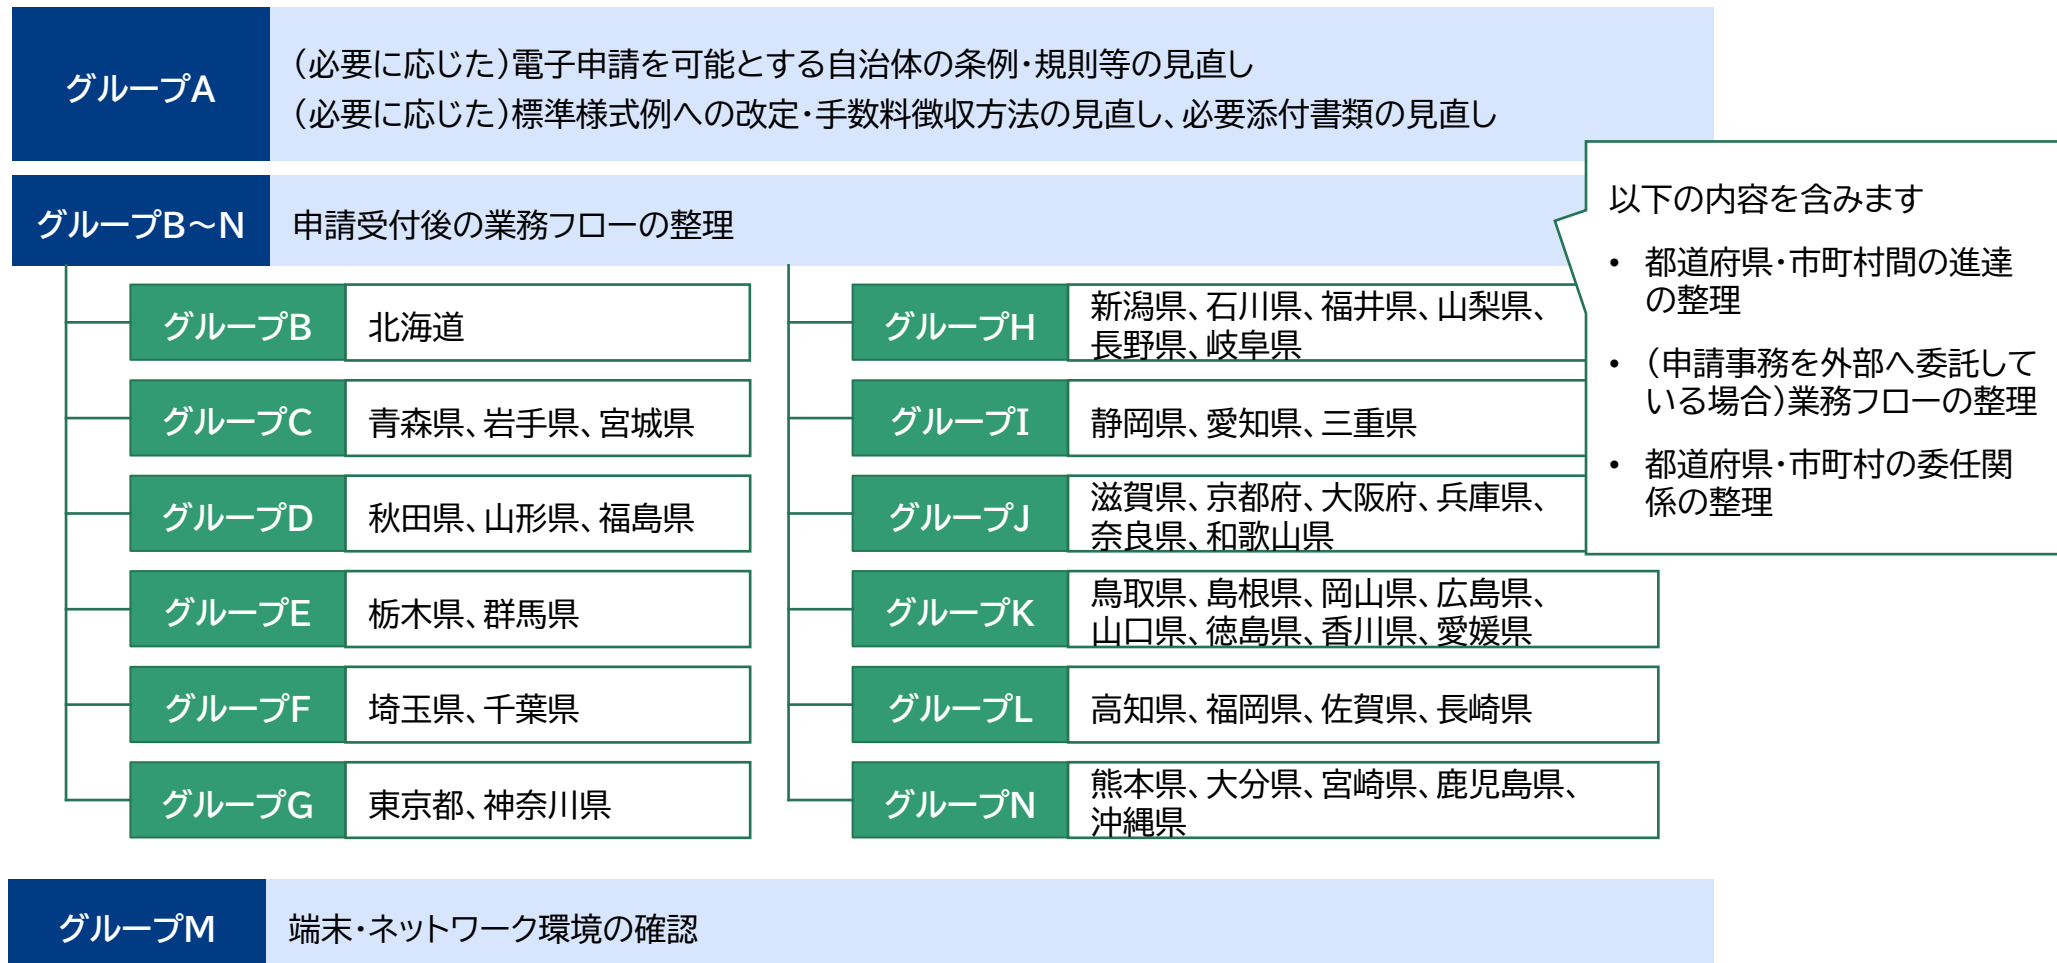 グループA
（必要に応じた）電子申請を可能とする自治体の条例・規則等の見直し
（必要に応じた）標準様式例への改定・手数料徴収方法の見直し、必要添付書類の見直し
グループB～N
申請受付後の業務フローの整理
以下の内容を含みます
• 都道府県・市町村間の進達
の整理
• （申請事務を外部へ委託して
いる場合）業務フローの整理
• 都道府県・市町村の委任関
係の整理
グループB
北海道
グループC
青森県、岩手県、宮城県
グループD
秋田県、山形県、福島県
グループE
栃木県、群馬県
グループF
埼玉県、千葉県
グループG
東京都、神奈川県
グループH
新潟県、石川県、福井県、山梨県、
長野県、岐阜県
グループI
静岡県、愛知県、三重県
グループJ
滋賀県、京都府、大阪府、兵庫県、
奈良県、和歌山県
グループK
鳥取県、島根県、岡山県、広島県、
山口県、徳島県、香川県、愛媛県
グループL
高知県、福岡県、佐賀県、長崎県
グループN
熊本県、大分県、宮崎県、鹿児島県、
沖縄県
グループM
端末・ネットワーク環境の確認